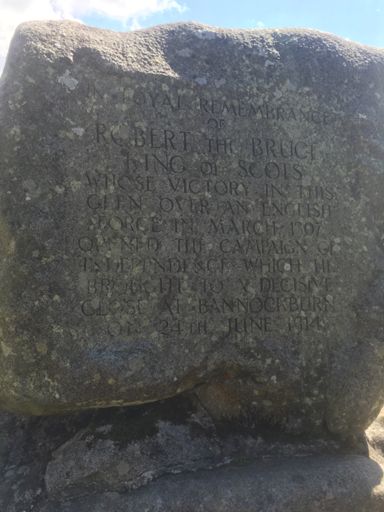 IN LOYAL REMEMBRANCE
OF
ROBERT THE BRUCE
KING OF SCOTS
WHOSE VICTORY IN THIS
GLEN OVER AN ENGLISH
FORCE IN MARCH 1307
OPENED THE CAMPAIGN OF
INDEPENDENCE WHICH HE
BROUGHT TO A DECISIVE
CLOSE AT BANNOCKBURN
ON 24TH JUNE 1314